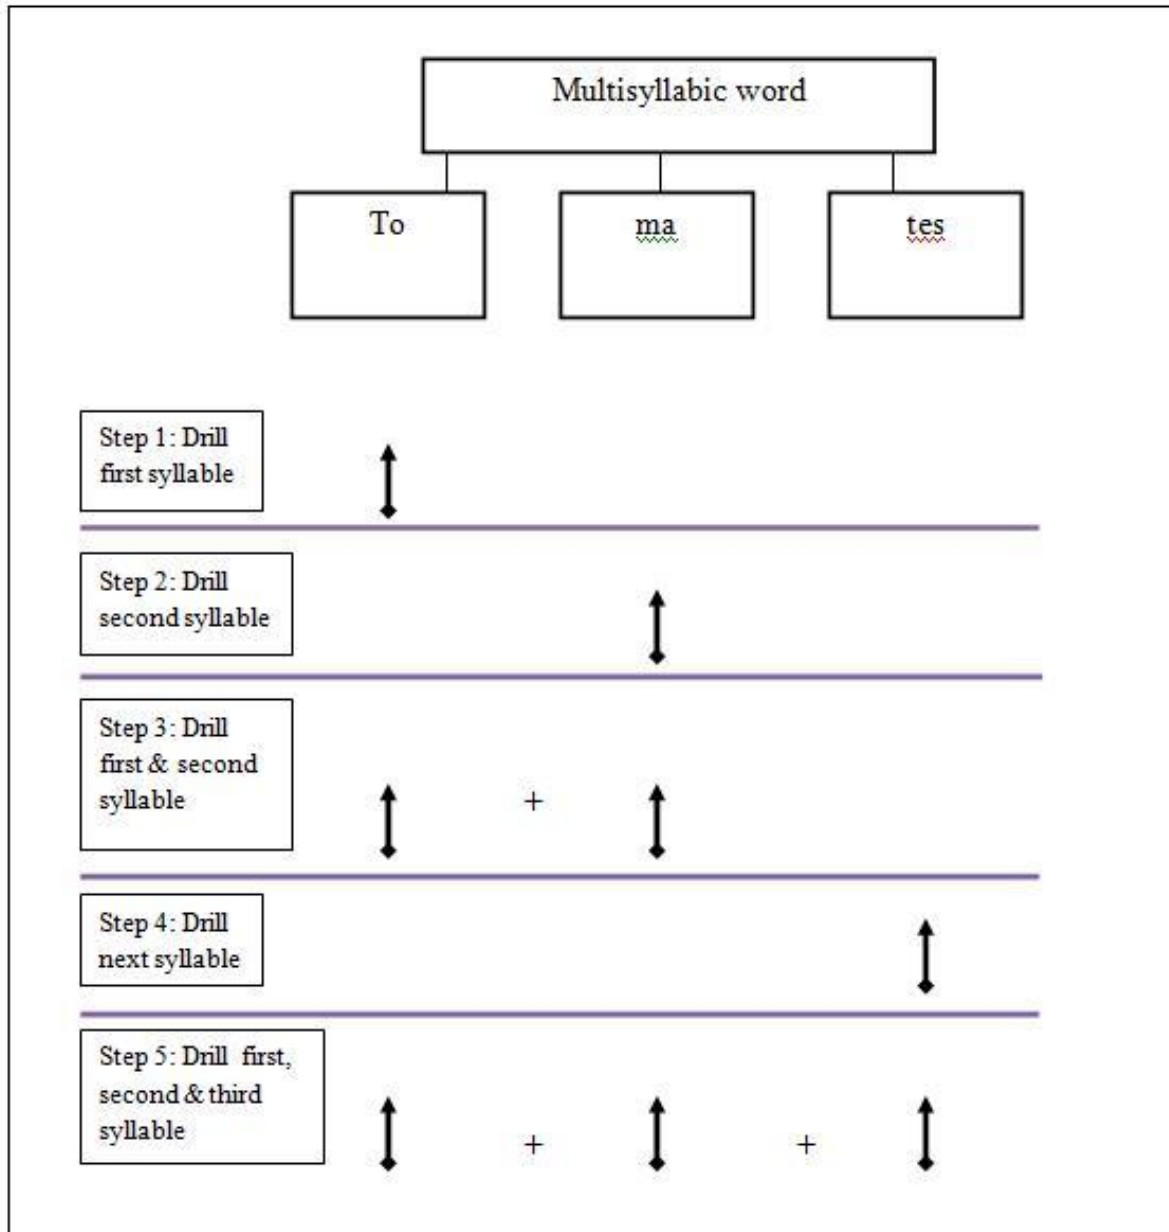 Multisyllabic word
To
ma
tes
Step 1: Drill
first syllable
Step 2: Drill
second syllable
Step 3: Drill
first & second
syllable
+
Step 4: Drill
next syllable
Step 5: Drill first,
second & third
syllable
+ +